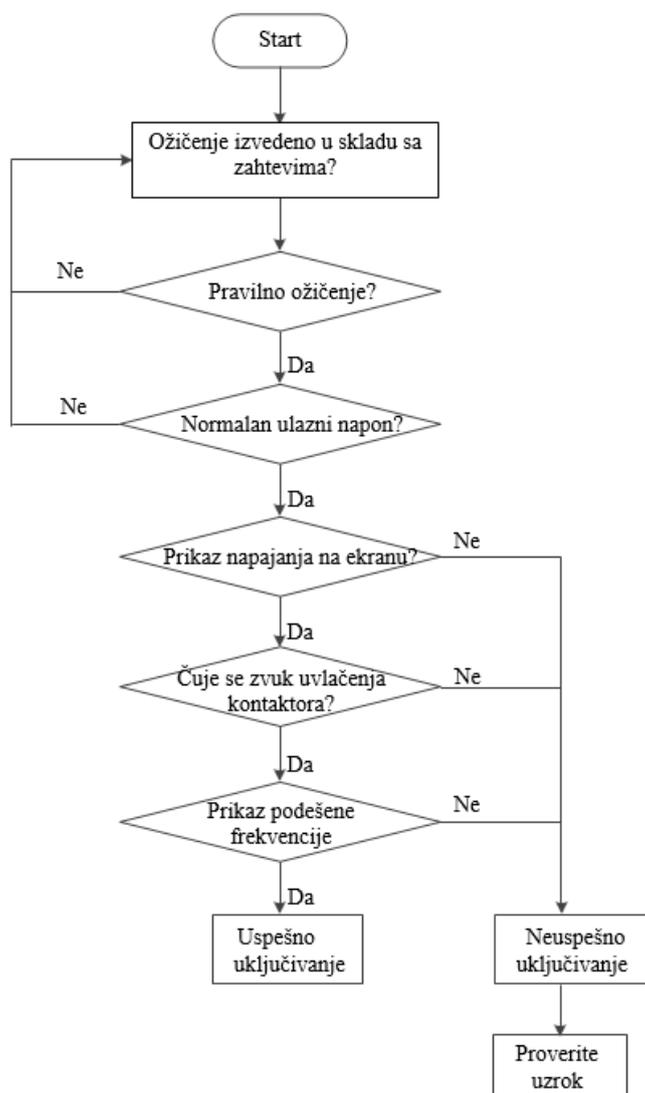 Start
Ožičenje izvedeno u skladu sa
zahtevima?
Ne
Pravilno ožičenje?
Da
Ne
Normalan ulazni napon?
Da
Prikaz napajanja na ekranu?
Ne
Da
Čuje se zvuk uvlačenja
kontaktora?
Ne
Da
Prikaz podešene
frekvencije
Ne
Da
Uspešno
uključivanje
Neuspešno
uključivanje
Proverite
uzrok